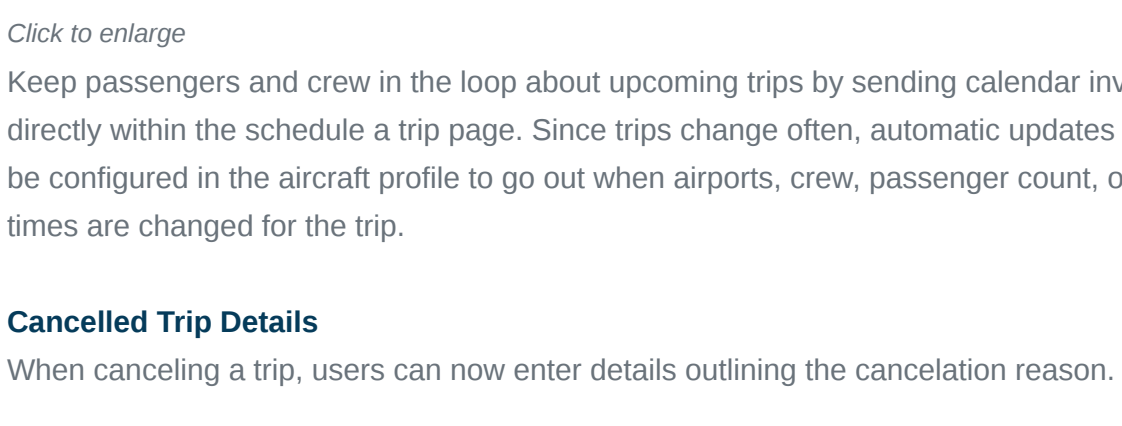 Click to enlarge
Keep passengers and crew in the loop about upcoming trips by sending calendar
directly within the schedule a trip page. Since trips change often, automatic updates
be configured in the aircraft profile to go out when airports, crew, passenger count,
times are changed for the trip.
Cancelled Trip Details
When canceling a trip, users can now enter details outlining the cancelation reason.